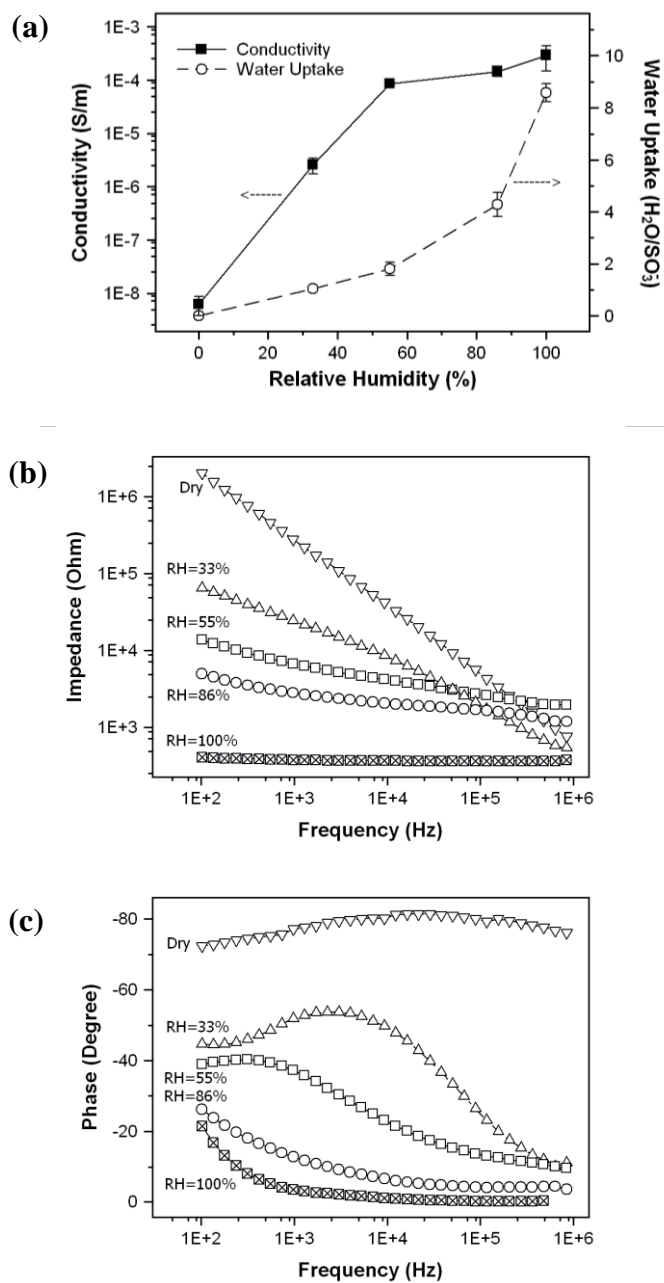 (a)
Conductivity
Water Uptake
1E-3
1E-4
1E-5
1E-6
1E-7
1E-8
Conductivity (S/m)
10
8
6
4
2
0
Water Uptake (H₂O/SO₃⁻)
0 20 40 60 80 100
Relative Humidity (%)
(b)
1E+6
1E+5
1E+4
1E+3
Impedance (Ohm)
Dry
RH=33%
RH=55%
RH=86%
RH=100%
1E+2 1E+3 1E+4 1E+5 1E+6
Frequency (Hz)
(c)
-80
-60
-40
-20
0
Phase (Degree)
Dry
RH=33%
RH=55%
RH=86%
RH=100%
1E+2 1E+3 1E+4 1E+5 1E+6
Frequency (Hz)